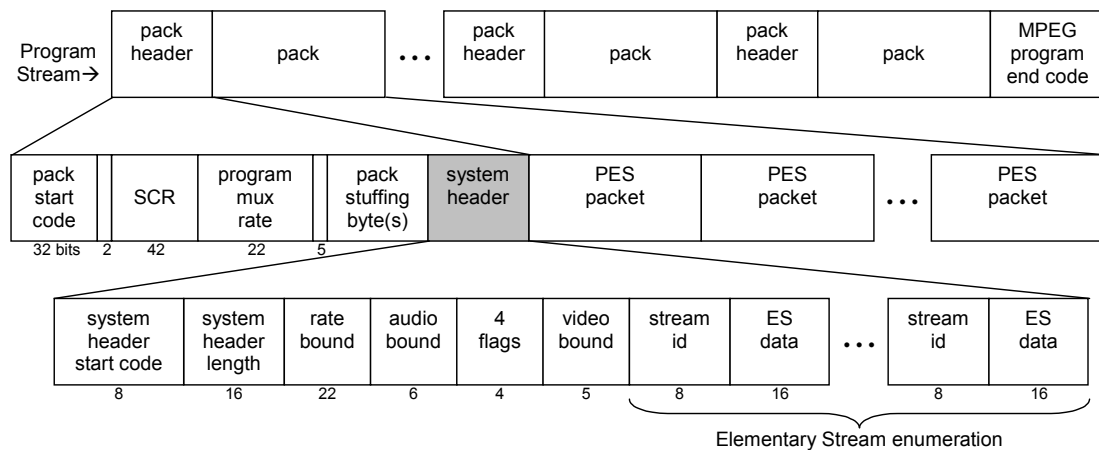 Program
Stream→
pack
header
pack
...
pack
header
pack
pack
header
pack
MPEG
program
end code
pack
start
code
SCR
program
mux
rate
pack
stuffing
byte(s)
system
header
PES
packet
PES
packet
...
PES
packet
32 bits
2
42
22
5
system
header
start code
system
header
length
rate
bound
audio
bound
4
flags
video
bound
stream
id
ES
data
...
stream
id
ES
data
8
16
22
6
4
5
8
16
8
16
Elementary Stream enumeration